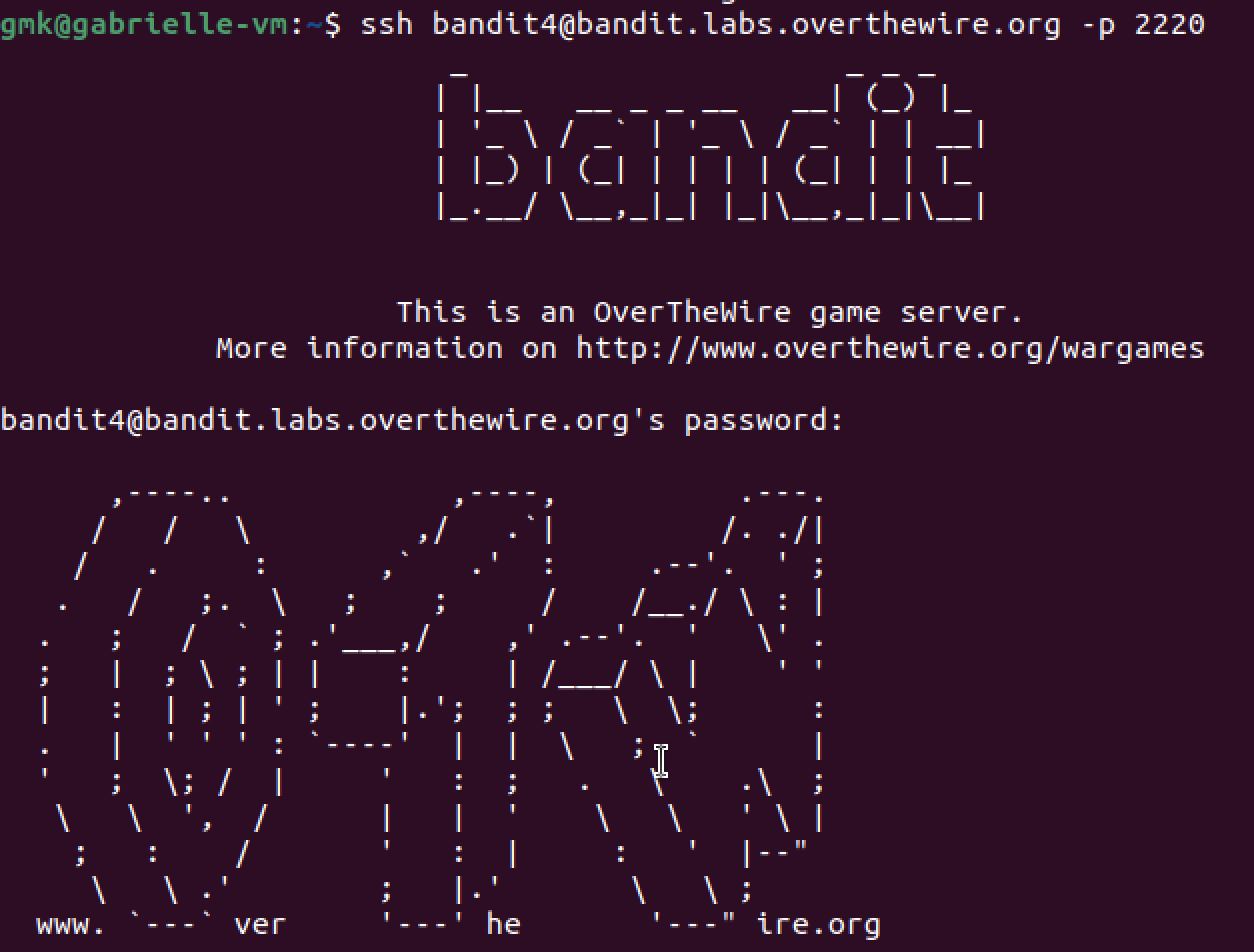 gmk@gabrielle-vm:~$ ssh bandit4@bandit.labs.overthewire.org -p 2220
bandit
This is an OverTheWire game server.
More information on http://www.overthewire.org/wargames
bandit4@bandit.labs.overthewire.org's password:
www. ver he ire.org